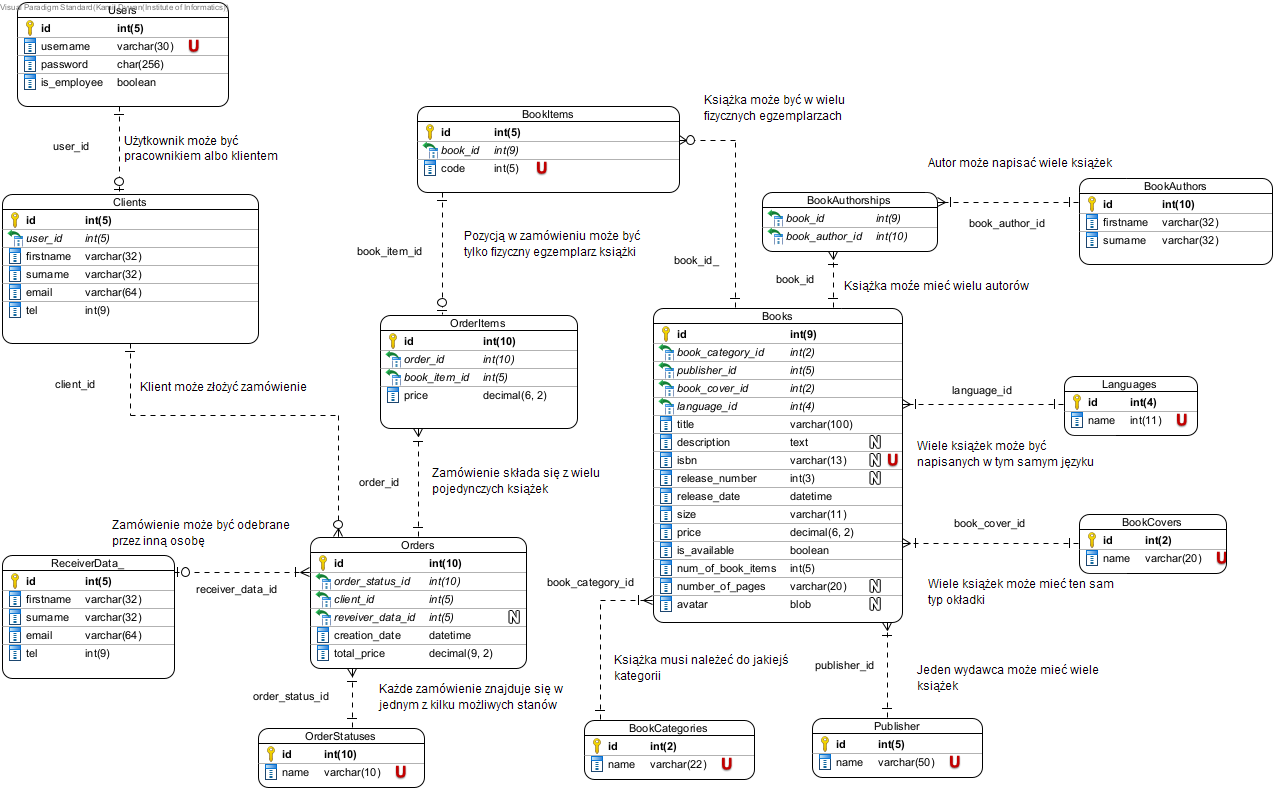 Visual Paradigm Standard(Kamil Duwan(Institute of Informatics))
Users
id int(5)
username varchar(30) U
password char(256)
is_employee boolean
user_id
Użytkownik może być
pracownikiem albo klientem
Clients
id int(5)
user_id int(5)
firstname varchar(32)
surname varchar(32)
email varchar(64)
tel int(9)
client_id
Klient może złożyć zamówienie
BookItems
id int(5)
book_id int(9)
code int(5) U
Książka może być w wielu
fizycznych egzemplarzach
book_item_id
Pozycją w zamówieniu może być
tylko fizyczny egzemplarz książki
book_id_
Autor może napisać wiele książek
BookAuthorships
book_id int(9)
book_author_id int(10)
book_author_id
BookAuthors
id int(10)
firstname varchar(32)
surname varchar(32)
book_id
Książka może mieć wielu autorów
OrderItems
id int(10)
order_id int(10)
book_item_id int(5)
price decimal(6, 2)
order_id
Zamówienie składa się z wielu
pojedynczych książek
Books
id int(9)
book_category_id int(2)
publisher_id int(5)
book_cover_id int(2)
language_id int(4)
title varchar(100)
description text N
isbn varchar(13) N U
release_number int(3) N
release_date datetime
size varchar(11)
price decimal(6, 2)
is_available boolean
num_of_book_items int(5)
number_of_pages varchar(20) N
avatar blob N
language_id
Languages
id int(4)
name int(11) U
Wiele książek może być
napisanych w tym samym języku
book_cover_id
BookCovers
id int(2)
name varchar(20) U
Wiele książek może mieć ten sam
typ okładki
Zamówienie może być odebrane
przez inną osobę
ReceiverData_
id int(5)
firstname varchar(32)
surname varchar(32)
email varchar(64)
tel int(9)
receiver_data_id
Orders
id int(10)
order_status_id int(10)
client_id int(5)
reveiver_data_id int(5) N
creation_date datetime
total_price decimal(9, 2)
order_status_id
Każde zamówienie znajduje się w
jednym z kilku możliwych stanów
OrderStatuses
id int(10)
name varchar(10) U
book_category_id
Książka musi należeć do jakiejś
kategorii
BookCategories
id int(2)
name varchar(22) U
publisher_id
Jeden wydawca może mieć wiele
książek
Publisher
id int(5)
name varchar(50) U